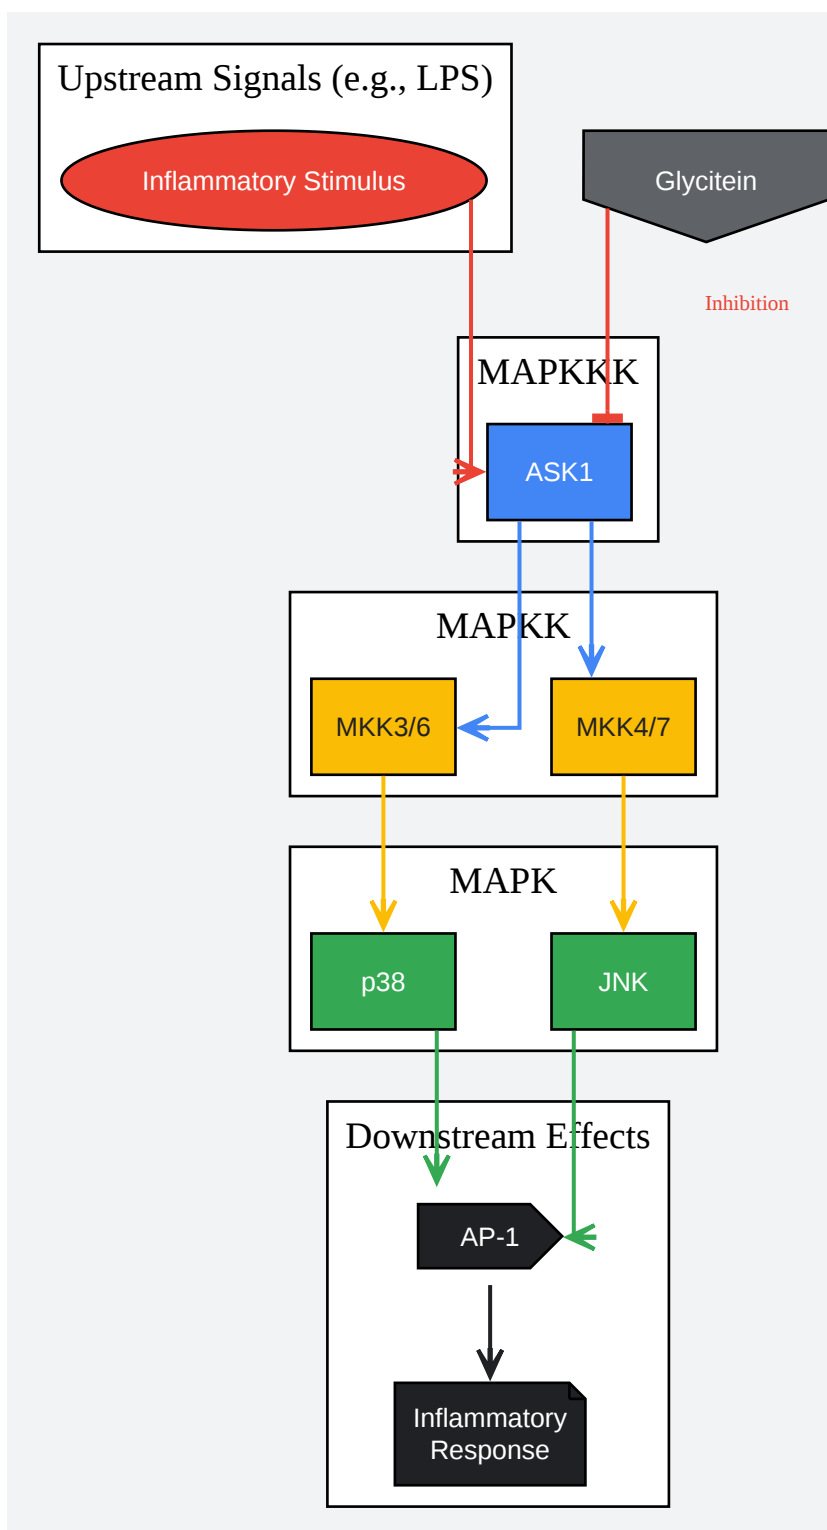 Upstream Signals (e.g., LPS)
Inflammatory Stimulus
Glycitein
Inhibition
MAPKKK
ASK1
MAPKK
MKK3/6
MKK4/7
MAPK
p38
JNK
Downstream Effects
AP-1
Inflammatory
Response